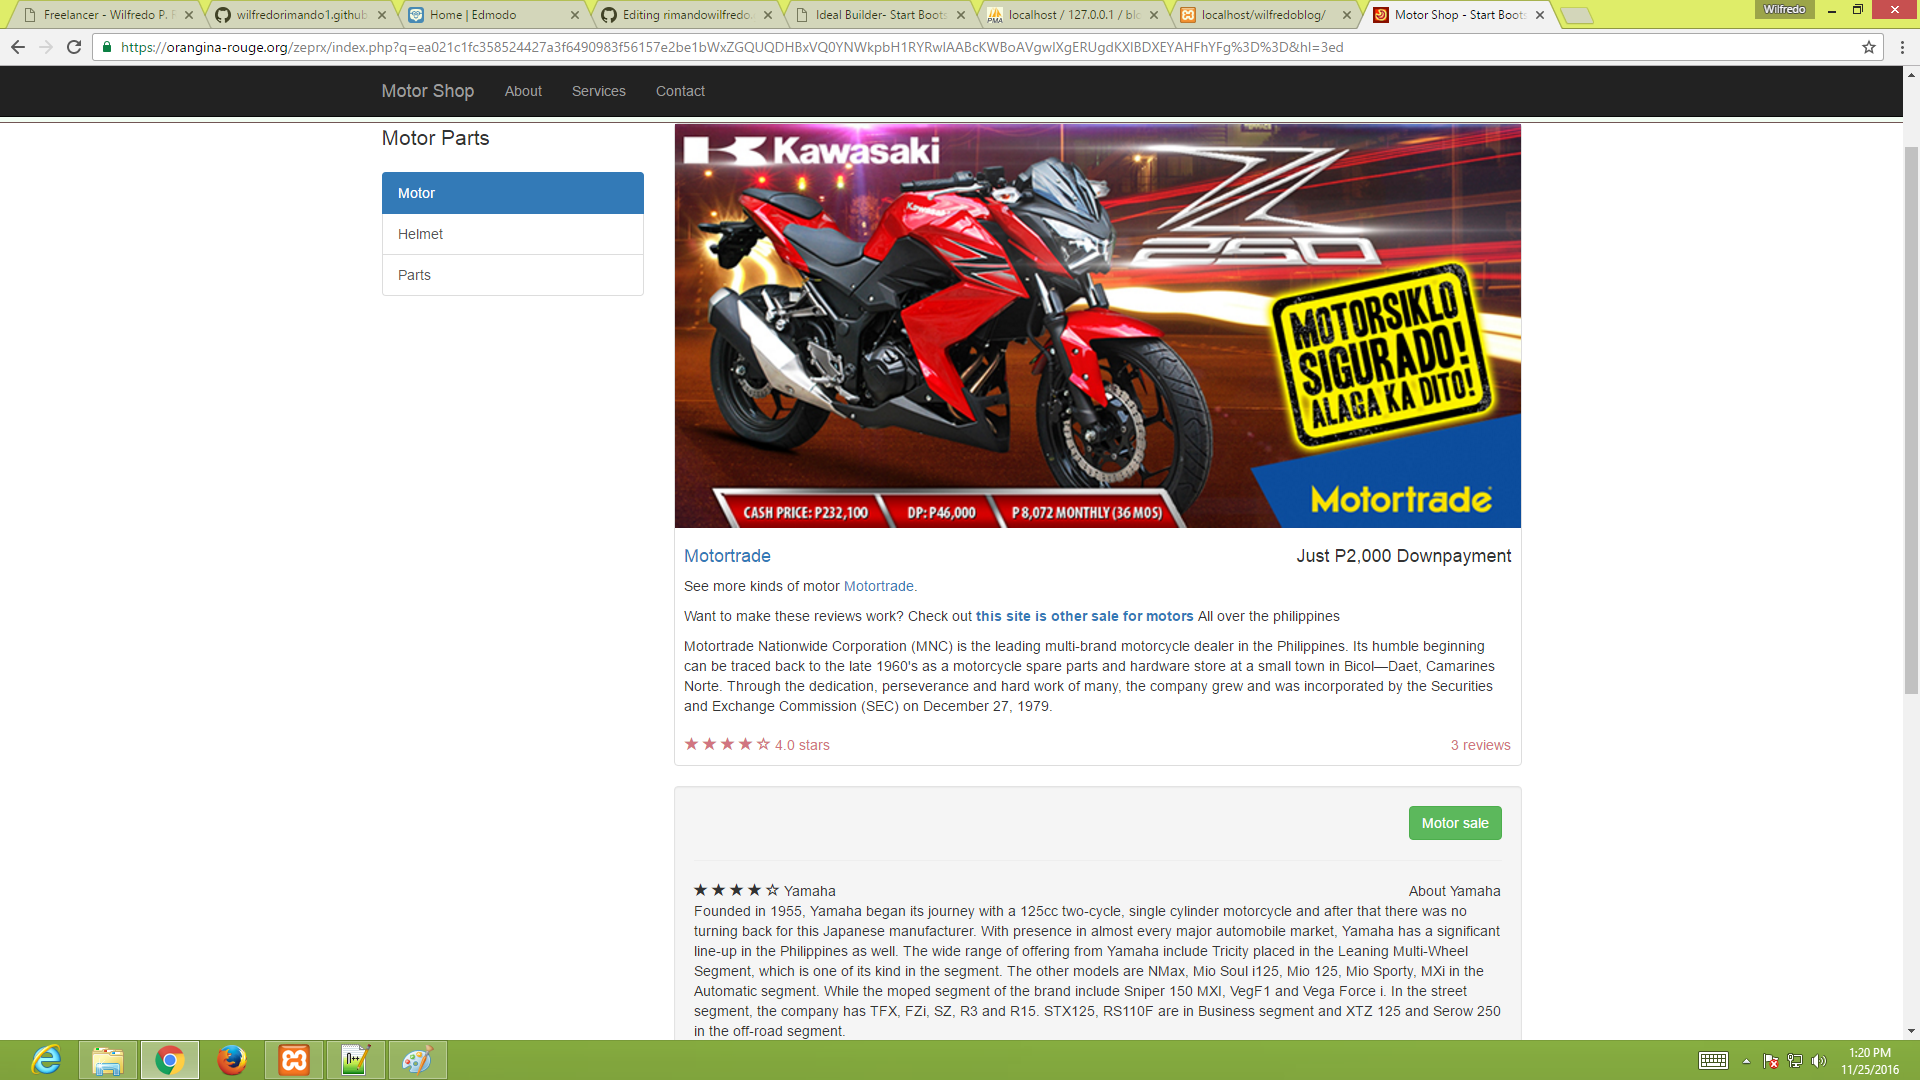 Freelancer - Wilfredo P. R
wilfredorimando1.github
Home | Edmodo
Editing rimandowilfredo.
Ideal Builder- Start Boots
localhost / 127.0.0.1 / blo
localhost/wilfredoblog/
Motor Shop - Start Boots
Wilfredo
https://orangina-rouge.org/zeprx/index.php?q=ea021c1fc358524427a3f6490983f56157e2be1bWxZGQUQDHBxVQ0YNWkpbH1RYRwlAABcKWBoAVgwlXgERUgdKXlBDXEYAHFhYFg%3D%3D&hl=3ed
Motor Shop
About
Services
Contact
Motor Parts
Motor
Helmet
Parts
Kawasaki
Z
250
MOTORSIKLO
SIGURADO!
ALAGA KA DITO!
Motortrade
CASH PRICE: P232,100
DP: P46,000
P 8,072 MONTHLY (36 MOS)
Motortrade
Just P2,000 Downpayment
See more kinds of motor Motortrade.
Want to make these reviews work? Check out this site is other sale for motors All over the philippines
Motortrade Nationwide Corporation (MNC) is the leading multi-brand motorcycle dealer in the Philippines. Its humble beginning
can be traced back to the late 1960's as a motorcycle spare parts and hardware store at a small town in Bicol—Daet, Camarines
Norte. Through the dedication, perseverance and hard work of many, the company grew and was incorporated by the Securities
and Exchange Commission (SEC) on December 27, 1979.
★ ★ ★ ★ ☆ 4.0 stars
3 reviews
Motor sale
★ ★ ★ ★ ☆ Yamaha
About Yamaha
Founded in 1955, Yamaha began its journey with a 125cc two-cycle, single cylinder motorcycle and after that there was no
turning back for this Japanese manufacturer. With presence in almost every major automobile market, Yamaha has a significant
line-up in the Philippines as well. The wide range of offering from Yamaha include Tricity placed in the Leaning Multi-Wheel
Segment, which is one of its kind in the segment. The other models are NMax, Mio Soul i125, Mio 125, Mio Sporty, MXi in the
Automatic segment. While the moped segment of the brand include Sniper 150 MXI, VegF1 and Vega Force i. In the street
segment, the company has TFX, FZi, SZ, R3 and R15. STX125, RS110F are in Business segment and XTZ 125 and Serow 250
in the off-road segment.
1:20 PM
11/25/2016